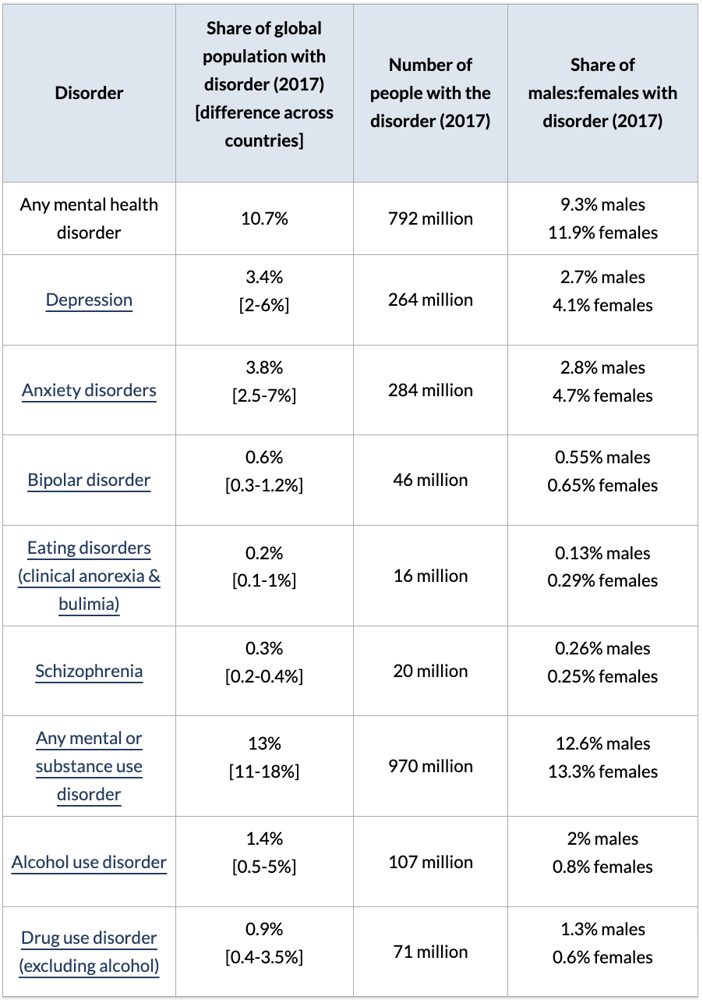 Disorder
Share of global
population with
disorder (2017)
[difference across
countries]
Number of
people with the
disorder (2017)
Share of
males:females with
disorder (2017)
Any mental health
disorder
10.7%
792 million
9.3% males
11.9% females
Depression
3.4%
[2-6%]
264 million
2.7% males
4.1% females
Anxiety disorders
3.8%
[2.5-7%]
284 million
2.8% males
4.7% females
Bipolar disorder
0.6%
[0.3-1.2%]
46 million
0.55% males
0.65% females
Eating disorders
(clinical anorexia &
bulimia)
0.2%
[0.1-1%]
16 million
0.13% males
0.29% females
Schizophrenia
0.3%
[0.2-0.4%]
20 million
0.26% males
0.25% females
Any mental or
substance use
disorder
13%
[11-18%]
970 million
12.6% males
13.3% females
Alcohol use disorder
1.4%
[0.5-5%]
107 million
2% males
0.8% females
Drug use disorder
(excluding alcohol)
0.9%
[0.4-3.5%]
71 million
1.3% males
0.6% females